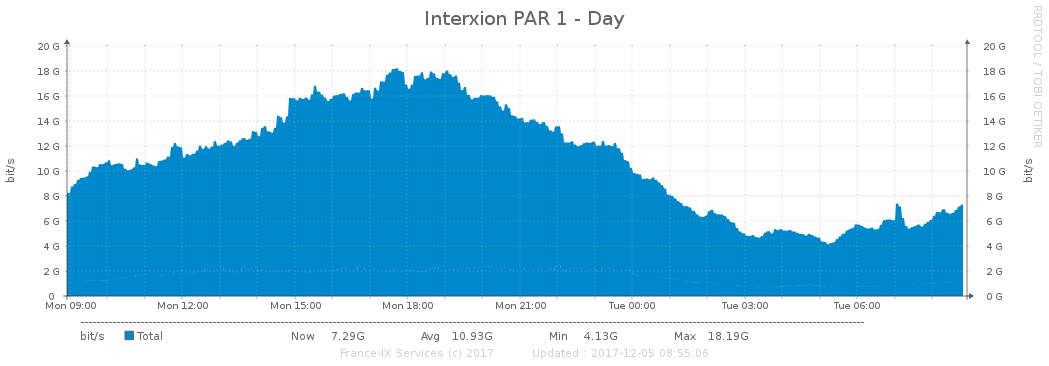 Interxion PAR 1 - Day
RRDTOOL / TOBI OETIKER
20 G 20 G
18 G 18 G
16 G 16 G
14 G 14 G
12 G 12 G
10 G 10 G
8 G 8 G
6 G 6 G
4 G 4 G
2 G 2 G
0 0 G
bit/s bit/s
Mon 09:00 Mon 12:00 Mon 15:00 Mon 18:00 Mon 21:00 Tue 00:00 Tue 03:00 Tue 06:00
bit/s Total Now 7.29G Avg 10.93G Min 4.13G Max 18.19G
France-IX Services (c) 2017 Updated : 2017-12-05 08:55:06